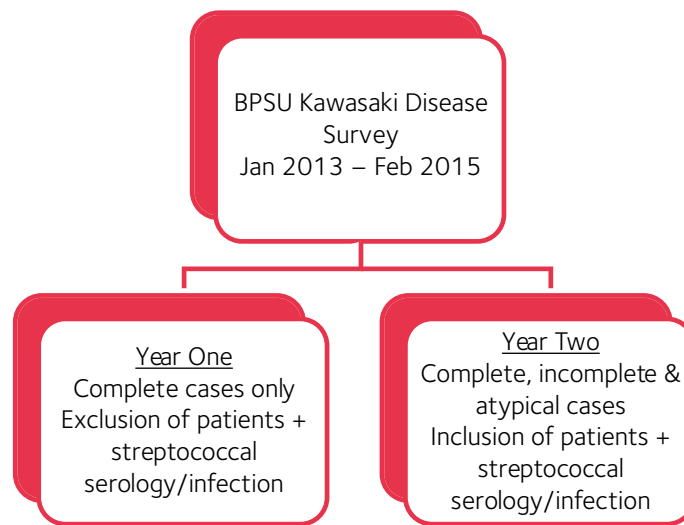 BPSU Kawasaki Disease
Survey
Jan 2013 – Feb 2015
Year One
Complete cases only
Exclusion of patients +
streptococcal
serology/infection
Year Two
Complete, incomplete &
atypical cases
Inclusion of patients +
streptococcal
serology/infection